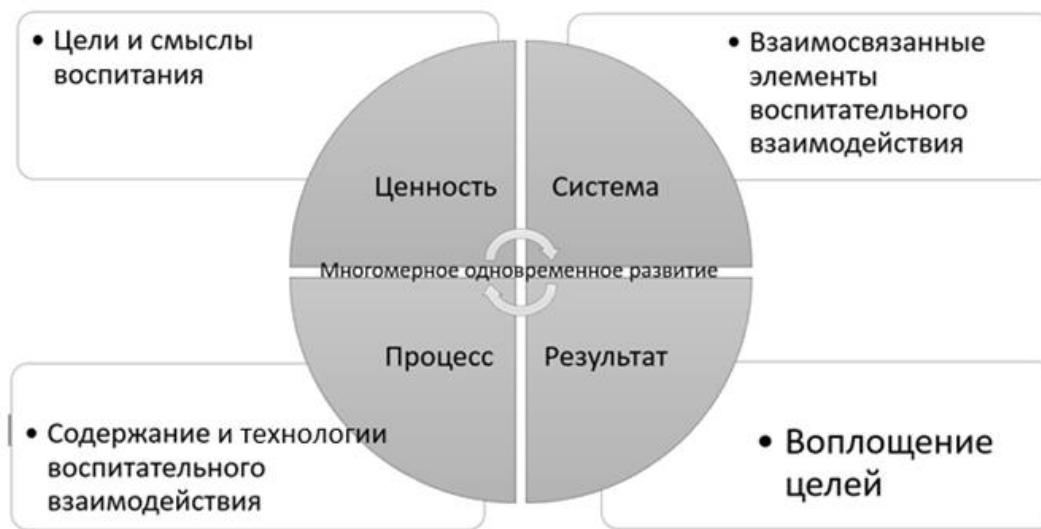 • Цели и смыслы
воспитания
• Взаимосвязанные
элементы
воспитательного
взаимодействия
Ценность
Система
Многомерное одновременное развитие
Процесс
Результат
• Содержание и технологии
воспитательного
взаимодействия
• Воплощение
целей